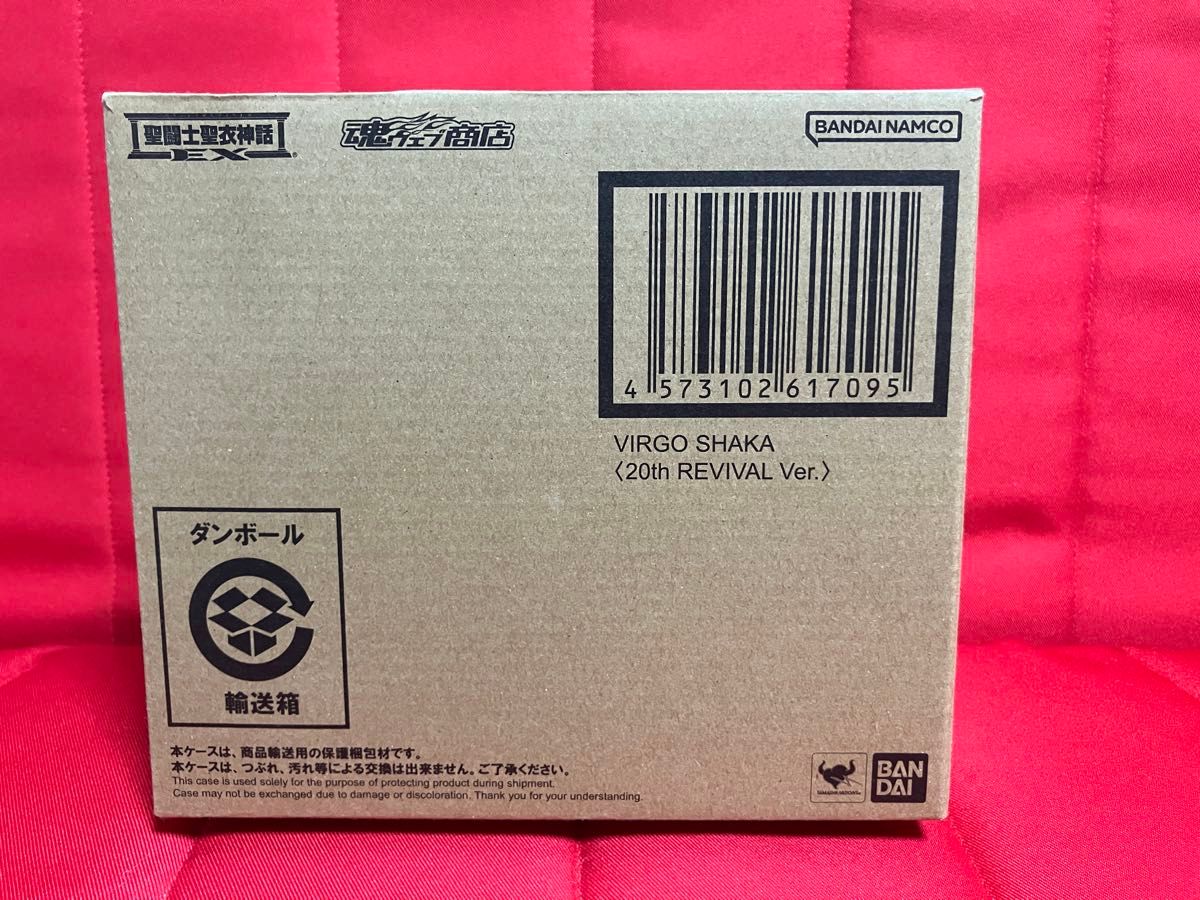 聖闘士聖衣神話
EX
魂ウェブ商店
BANDAI NAMCO
4 573102 617095
VIRGO SHAKA
〈20th REVIVAL Ver.〉
ダンボール
輸送箱
本ケースは、商品輸送用の保護梱包材です。
本ケースは、つぶれ、汚れ等による交換は出来ません。ご了承ください。
This case is used solely for the purpose of protecting product during shipment.
Case may not be exchanged due to damage or discoloration. Thank you for your understanding.
TAMASHII NATIONS
BAN
DAI